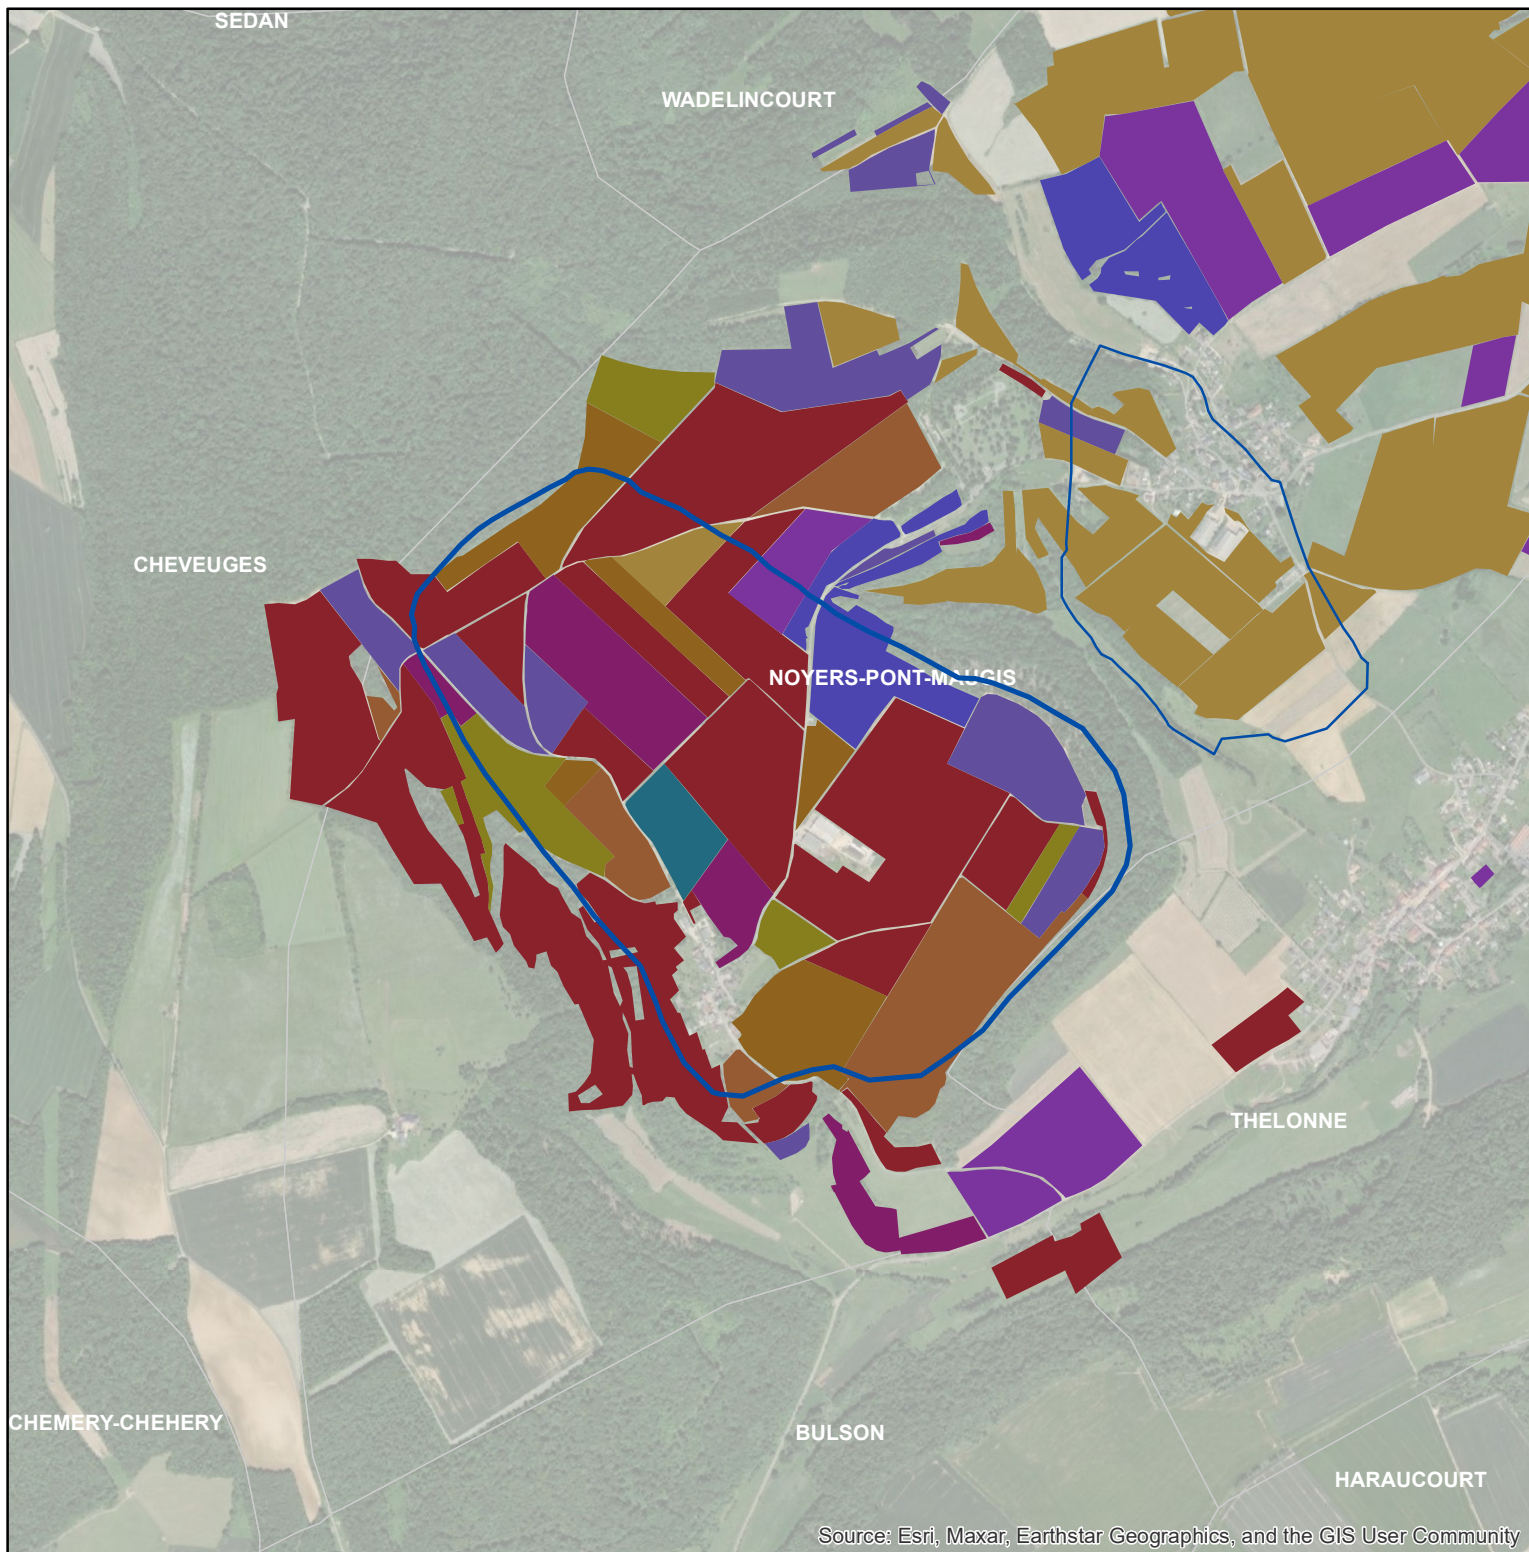 SEDAN
WADELINCOURT
CHEVEUGES
NOYERS-PONT-MAUGIS
THELONNE
CHEMERY-CHEHERY
BULSON
HARAUCOURT
Source: Esri, Maxar, Earthstar Geographics, and the GIS User Community